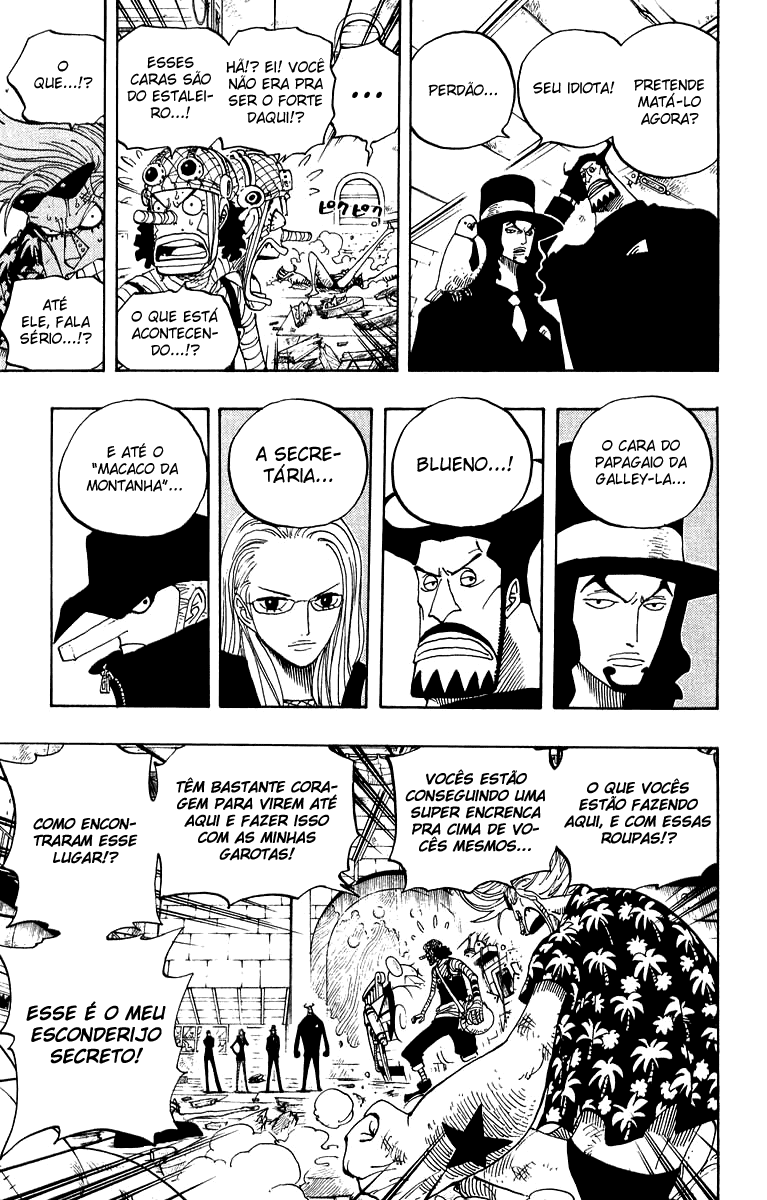 PRETENDE
MATÁ-LO
AGORA?
SEU IDIOTA!
PERDÃO...
...
HÃ!? EI! VOCÊ
NÃO ERA PRA
SER O FORTE
DAQUI!?
ESSES
CARAS SÃO
DO ESTALEI-
RO...!
ピクピク
O QUE ESTÁ
ACONTECEN-
DO...!?
O
QUE...!?
ATÉ
ELE, FALA
SÉRIO...!?
O CARA DO
PAPAGAIO DA
GALLEY-LA...
BLUENO...!
A SECRE-
TÁRIA...
E ATÉ O
“MACACO DA
MONTANHA”...
O QUE VOCÊS
ESTÃO FAZENDO
AQUI, E COM ESSAS
ROUPAS!?
VOCÊS ESTÃO
CONSEGUINDO UMA
SUPER ENCRENCA
PRA CIMA DE VO-
CÊS MESMOS...
TÊM BASTANTE CORA-
GEM PARA VIREM ATÉ
AQUI E FAZER ISSO
COM AS MINHAS
GAROTAS!
COMO ENCON-
TRARAM ESSE
LUGAR!?
ESSE É O MEU
ESCONDERIJO
SECRETO!